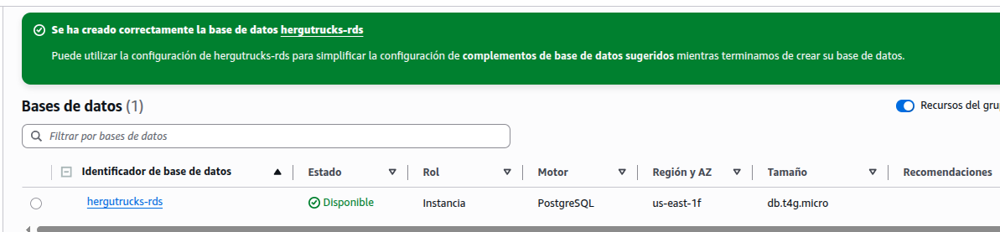 Se ha creado correctamente la base de datos hergutrucks-rds
Puede utilizar la configuración de hergutrucks-rds para simplificar la configuración de complementos de base de datos sugeridos mientras terminamos de crear su base de datos.
Bases de datos (1)
Recursos del gru
Filtrar por bases de datos
Identificador de base de datos Estado Rol Motor Región y AZ Tamaño Recomendaciones
hergutrucks-rds Disponible Instancia PostgreSQL us-east-1f db.t4g.micro